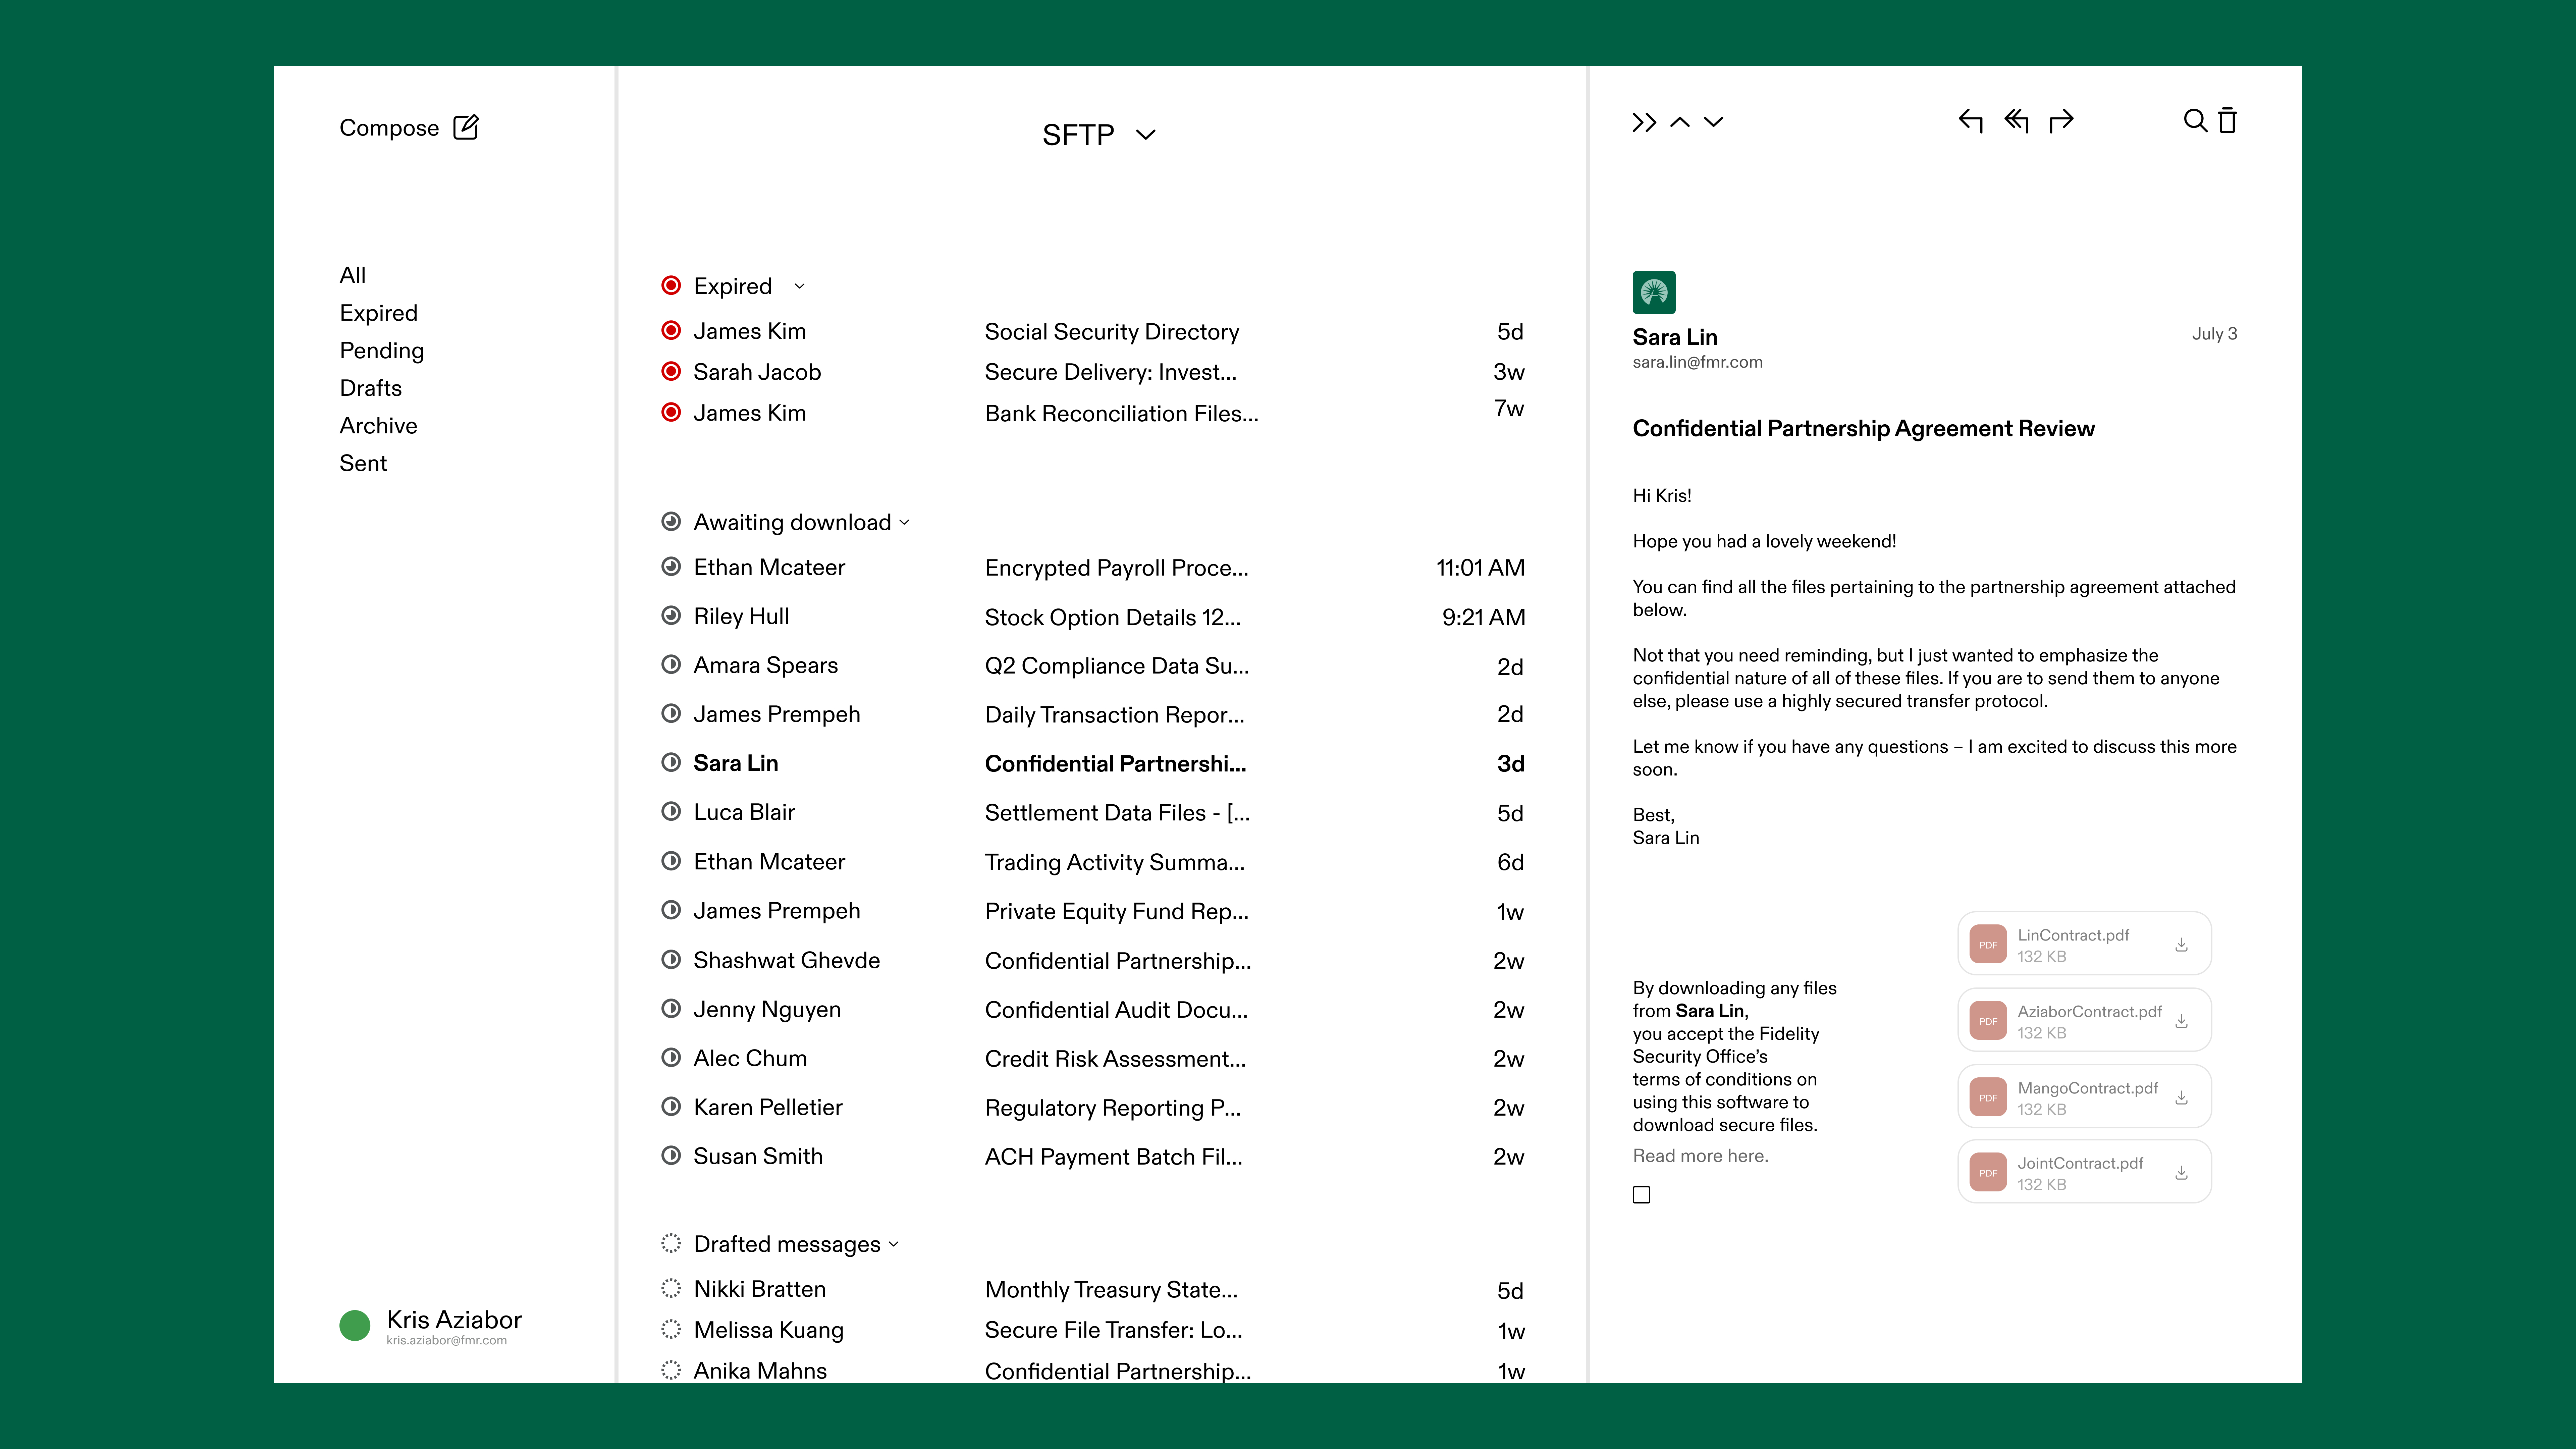 Compose
All
Expired
Pending
Drafts
Archive
Sent
Kris Aziabor
kris.aziabor@fmr.com
SFTP
Expired
James Kim Social Security Directory 5d
Sarah Jacob Secure Delivery: Invest... 3w
James Kim Bank Reconciliation Files... 7w
Awaiting download
Ethan Mcateer Encrypted Payroll Proce... 11:01 AM
Riley Hull Stock Option Details 12... 9:21 AM
Amara Spears Q2 Compliance Data Su... 2d
James Prempeh Daily Transaction Repor... 2d
Sara Lin Confidential Partnershi... 3d
Luca Blair Settlement Data Files - [... 5d
Ethan Mcateer Trading Activity Summa... 6d
James Prempeh Private Equity Fund Rep... 1w
Shashwat Ghevde Confidential Partnership... 2w
Jenny Nguyen Confidential Audit Docu... 2w
Alec Chum Credit Risk Assessment... 2w
Karen Pelletier Regulatory Reporting P... 2w
Susan Smith ACH Payment Batch Fil... 2w
Drafted messages
Nikki Bratten Monthly Treasury State... 5d
Melissa Kuang Secure File Transfer: Lo... 1w
Anika Mahns Confidential Partnership... 1w
Sara Lin July 3
sara.lin@fmr.com
Confidential Partnership Agreement Review
Hi Kris!
Hope you had a lovely weekend!
You can find all the files pertaining to the partnership agreement attached
below.
Not that you need reminding, but I just wanted to emphasize the
confidential nature of all of these files. If you are to send them to anyone
else, please use a highly secured transfer protocol.
Let me know if you have any questions – I am excited to discuss this more
soon.
Best,
Sara Lin
By downloading any files
from Sara Lin,
you accept the Fidelity
Security Office's
terms of conditions on
using this software to
download secure files.
Read more here.
PDF LinContract.pdf
132 KB
PDF AziaborContract.pdf
132 KB
PDF MangoContract.pdf
132 KB
PDF JointContract.pdf
132 KB